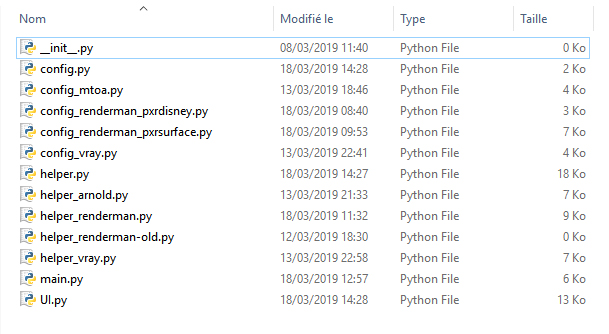 Nom Modifié le Type Taille
__init__.py 08/03/2019 11:40 Python File 0 Ko
config.py 18/03/2019 14:28 Python File 2 Ko
config_mtoa.py 13/03/2019 18:46 Python File 4 Ko
config_renderman_pxrdisney.py 18/03/2019 08:40 Python File 3 Ko
config_renderman_pxrsurface.py 18/03/2019 09:53 Python File 7 Ko
config_vray.py 13/03/2019 22:41 Python File 4 Ko
helper.py 18/03/2019 14:27 Python File 18 Ko
helper_arnold.py 13/03/2019 21:33 Python File 7 Ko
helper_renderman.py 18/03/2019 11:32 Python File 9 Ko
helper_renderman-old.py 12/03/2019 18:30 Python File 0 Ko
helper_vray.py 13/03/2019 22:58 Python File 7 Ko
main.py 18/03/2019 12:57 Python File 6 Ko
UI.py 18/03/2019 14:28 Python File 13 Ko